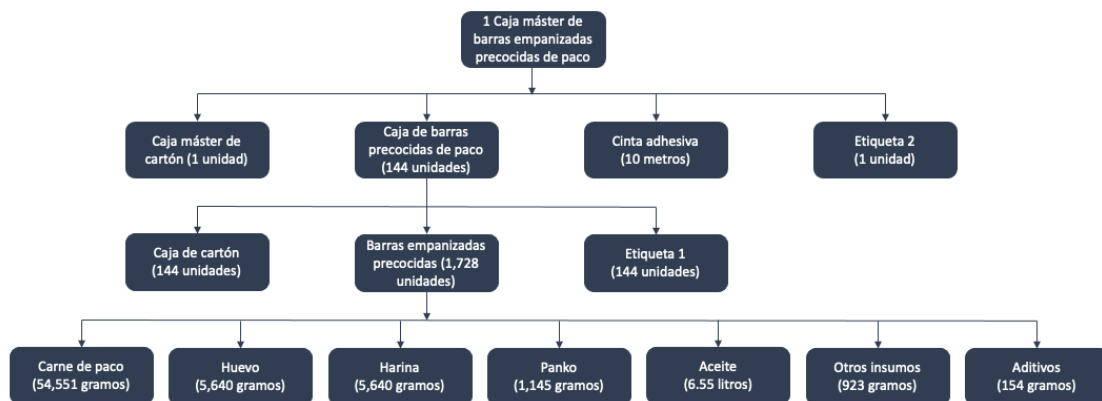 1 Caja máster de
barras empanizadas
precocidas de paco
Caja máster de
cartón (1 unidad)
Caja de barras
precocidas de paco
(144 unidades)
Cinta adhesiva
(10 metros)
Etiqueta 2
(1 unidad)
Caja de cartón
(144 unidades)
Barras empanizadas
precocidas (1,728
unidades)
Etiqueta 1
(144 unidades)
Carne de paco
(54,551 gramos)
Huevo
(5,640 gramos)
Harina
(5,640 gramos)
Panko
(1,145 gramos)
Aceite
(6.55 litros)
Otros insumos
(923 gramos)
Aditivos
(154 gramos)